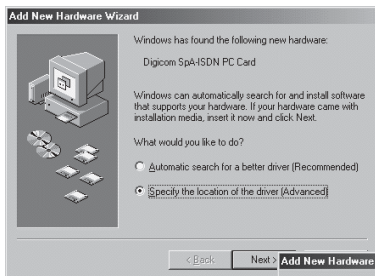 Add New Hardware Wizard
Windows has found the following new hardware:
Digicom SpA-ISDN PC Card
Windows can automatically search for and install software
that supports your hardware. If your hardware came with
installation media, insert it now and click Next.
What would you like to do?
Automatic search for a better driver (Recommended)
Specify the location of the driver (Advanced)
< Back
Next >
Add New Hardware